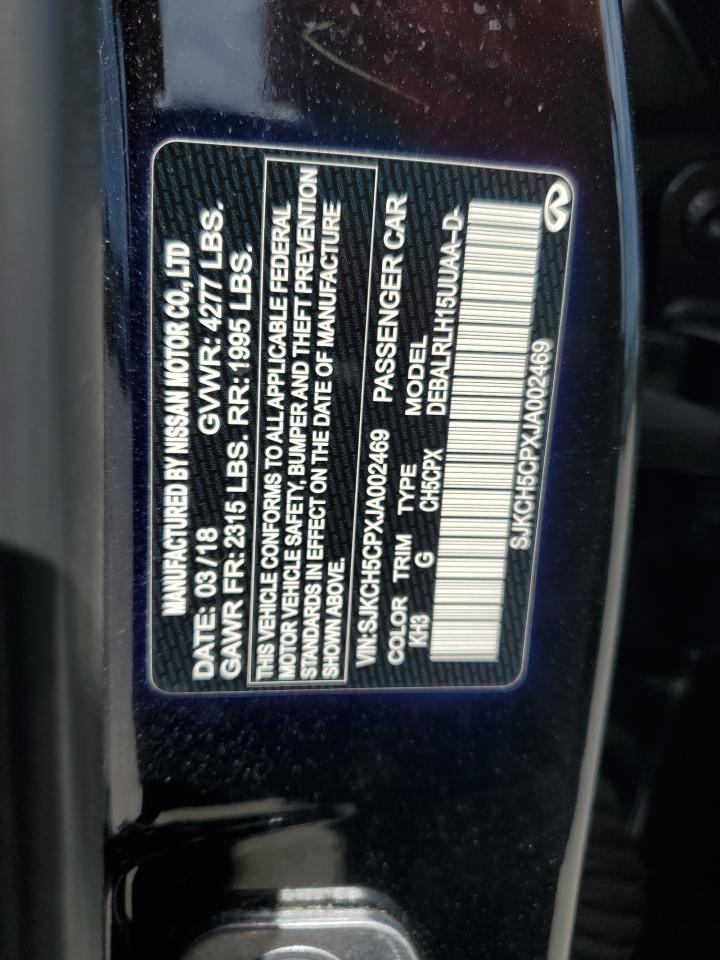 MANUFACTURED BY NISSAN MOTOR CO., LTD
DATE: 03/18 GVWR: 4277 LBS.
GAWR FR: 2315 LBS. RR: 1995 LBS.
THIS VEHICLE CONFORMS TO ALL APPLICABLE FEDERAL
MOTOR VEHICLE SAFETY, BUMPER AND THEFT PREVENTION
STANDARDS IN EFFECT ON THE DATE OF MANUFACTURE
SHOWN ABOVE.
VIN:SJKCH5CPXJA002469 PASSENGER CAR
COLOR TRIM TYPE MODEL
KH3 G CH5CPX DEBALRLH15UUAA-D-
SJKCH5CPXJA002469